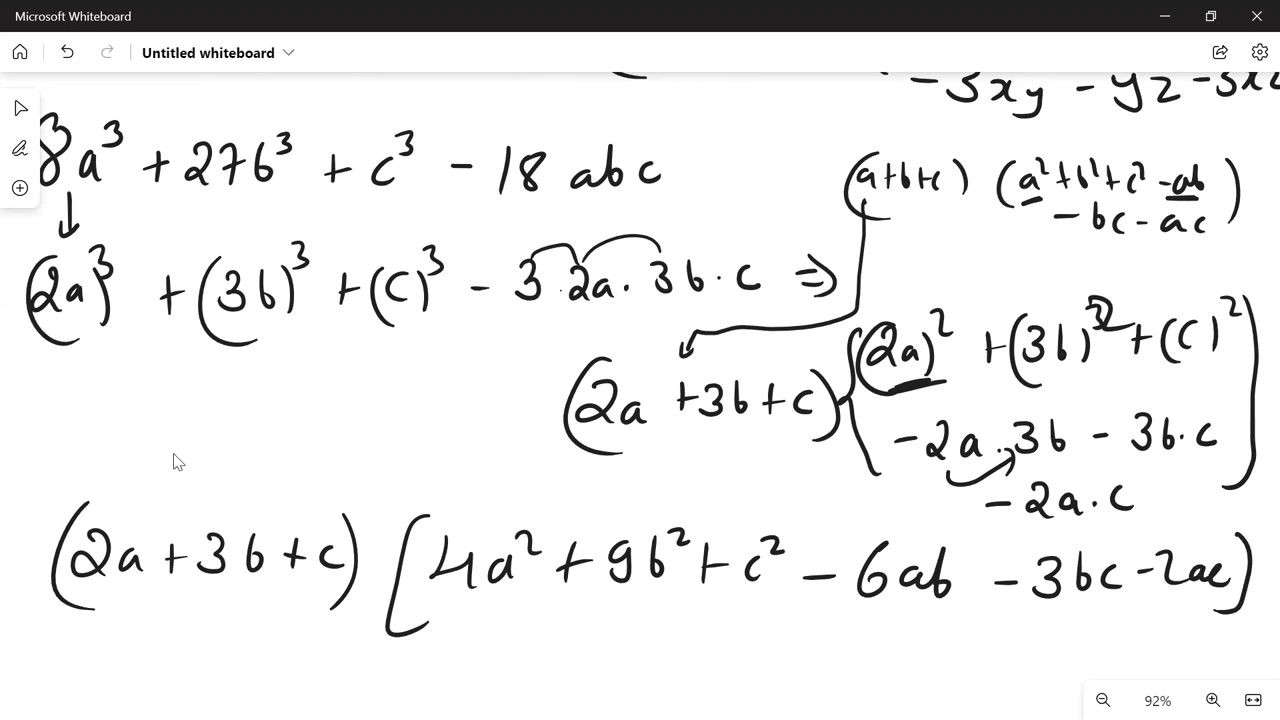 Microsoft Whiteboard
Untitled whiteboard
- 3xy - yz - 3xz
8a³ + 27b³ + c³ - 18 abc
(a+b+c) (a²+b²+c² -ab
- bc - ac)
(2a)³ + (3b)³ + (c)³ - 3.2a.3b.c ⇒
(2a +3b+c) ((2a)² +(3b)² +(c)²
-2a.3b - 3b.c
-2a.c)
(2a+3b+c) [4a² + 9b² + c² - 6ab - 3bc - 2ac)
92%